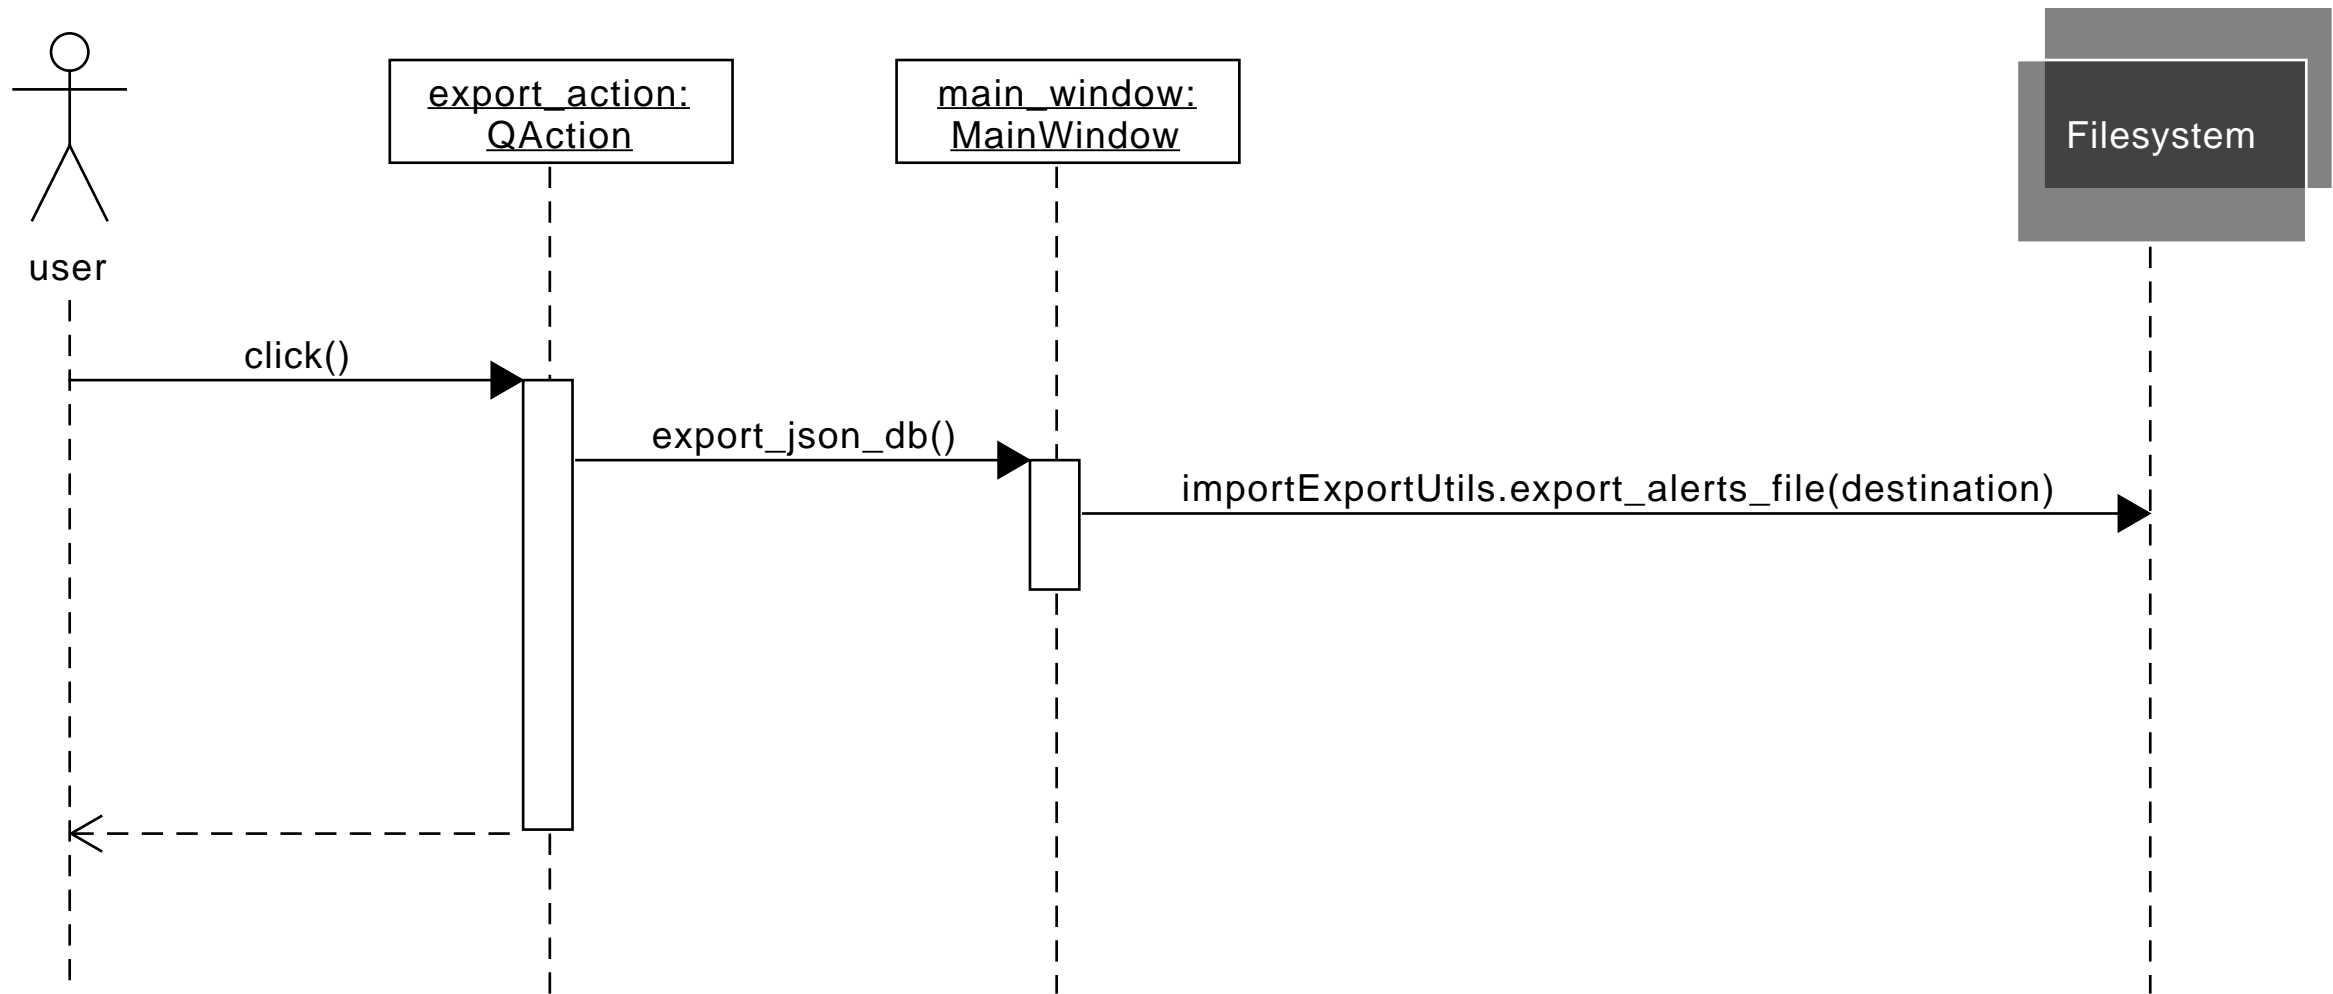 export_action:
QAction
main_window:
MainWindow
Filesystem
user
click()
export_json_db()
importExportUtils.export_alerts_file(destination)